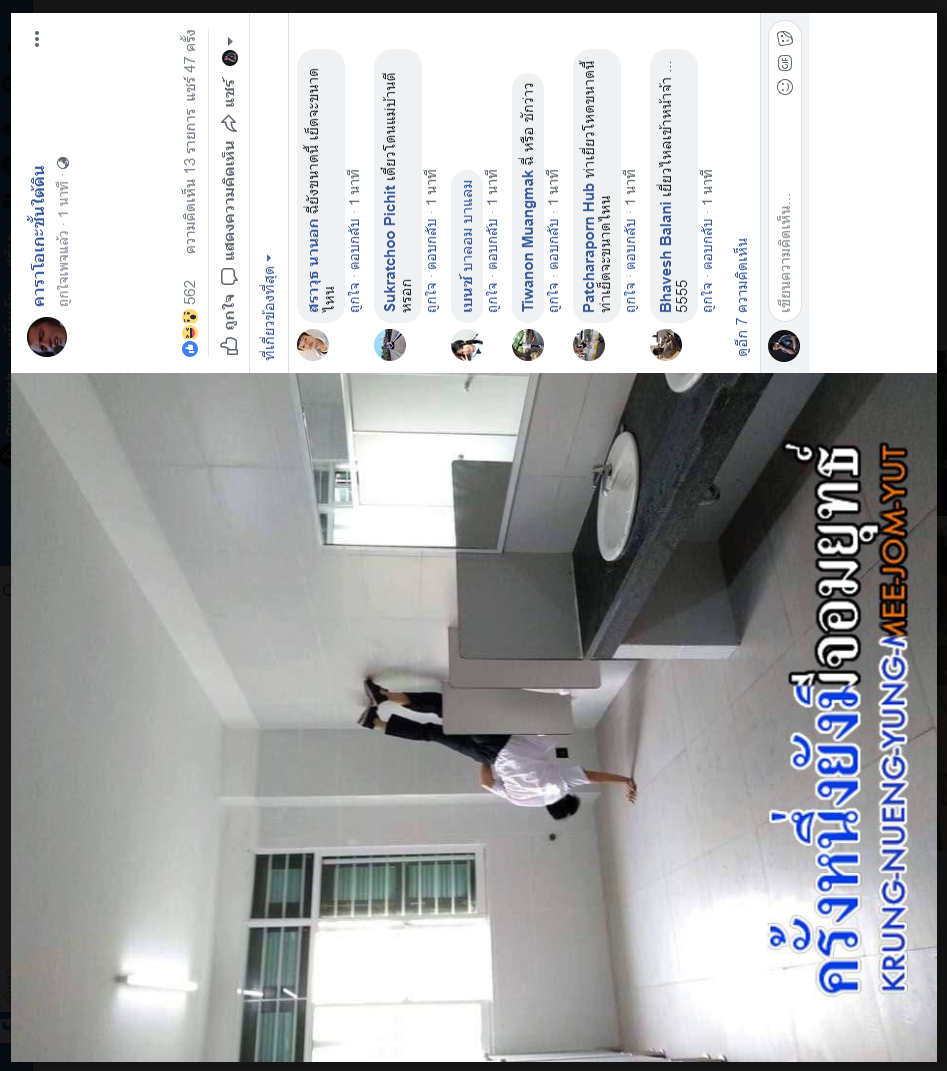 คาราโอเกะชั้นใต้ดิน
ถูกใจเพจแล้ว · 1 นาที ·
562
ความคิดเห็น 13 รายการ แชร์ 47 ครั้ง
ถูกใจ แสดงความคิดเห็น แชร์
ที่เกี่ยวข้องที่สุด
สราวุธ นานอก ฉี่ยังขนาดนี้ เย็ดจะขนาด
ไหน
ถูกใจ · ตอบกลับ · 1 นาที
Sukratchoo Pichit เดี๋ยวโดนแม่บ้านตี
หรอก
ถูกใจ · ตอบกลับ · 1 นาที
เบนซ์ บาลอม บาแลม
ถูกใจ · ตอบกลับ · 1 นาที
Tiwanon Muangmak ฉี่ หรือ ชักว่าว
ถูกใจ · ตอบกลับ · 1 นาที
Patcharaporn Hub ท่าเยี่ยวโหดขนาดนี้
ท่าเย็ดจะขนาดไหน
ถูกใจ · ตอบกลับ · 1 นาที
Bhavesh Balani เยี่ยวไหลเข้าหน้าจ้า ...
5555
ถูกใจ · ตอบกลับ · 1 นาที
ดูอีก 7 ความคิดเห็น
เขียนความคิดเห็น...
GIF
ครั้งหนึ่งยังมีจอมยุทธ์
KRUNG-NUENG-YUNG-MEE-JOM-YUT